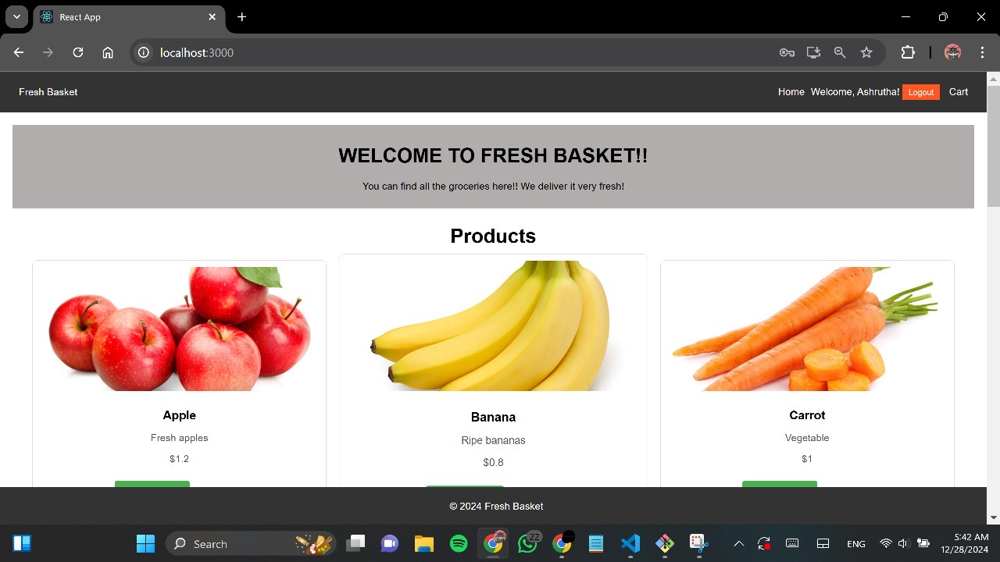 React App
localhost:3000
Fresh Basket
Home Welcome, Ashrutha! Logout Cart
WELCOME TO FRESH BASKET!!
You can find all the groceries here!! We deliver it very fresh!
Products
Apple
Fresh apples
$1.2
Banana
Ripe bananas
$0.8
Carrot
Vegetable
$1
© 2024 Fresh Basket
Search
22
ENG
5:42 AM
12/28/2024